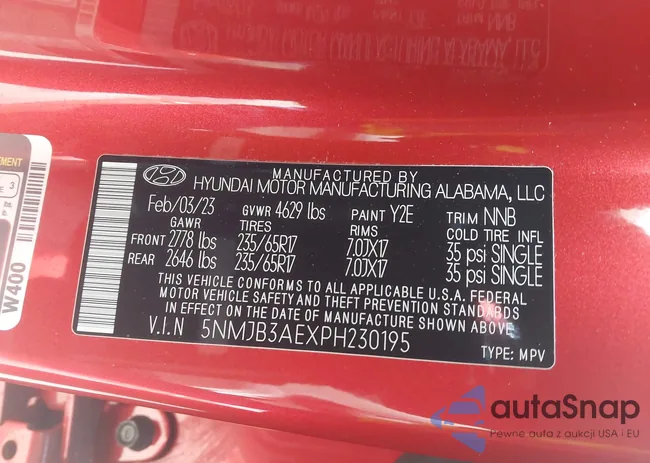 MANUFACTURED BY
HYUNDAI MOTOR MANUFACTURING ALABAMA, LLC
Feb/03/23 GVWR 4629 lbs PAINT Y2E TRIM NNB
GAWR TIRES RIMS COLD TIRE INFL
FRONT 2778 lbs 235/65R17 7.0JX17 35 psi SINGLE
REAR 2646 lbs 235/65R17 7.0JX17 35 psi SINGLE
THIS VEHICLE CONFORMS TO ALL APPLICABLE U.S. FEDERAL
MOTOR VEHICLE SAFETY AND THEFT PREVENTION STANDARDS
IN EFFECT ON THE DATE OF MANUFACTURE SHOWN ABOVE.
V.I.N 5NMJB3AEXPH230195
TYPE: MPV
W400
3
autaSnap
Pewne auta z aukcji USA i EU